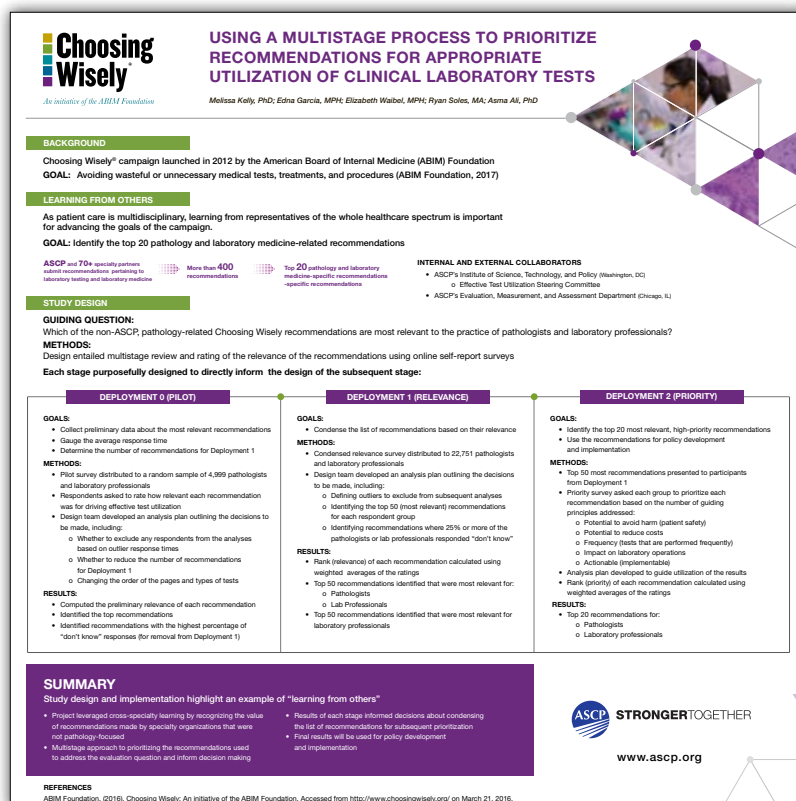 Choosing
Wisely®
An initiative of the ABIM Foundation
USING A MULTISTAGE PROCESS TO PRIORITIZE
RECOMMENDATIONS FOR APPROPRIATE
UTILIZATION OF CLINICAL LABORATORY TESTS
Melissa Kelly, PhD; Edna Garcia, MPH; Elizabeth Waibel, MPH; Ryan Soles, MA; Asma Ali, PhD
BACKGROUND
Choosing Wisely® campaign launched in 2012 by the American Board of Internal Medicine (ABIM) Foundation
GOAL: Avoiding wasteful or unnecessary medical tests, treatments, and procedures (ABIM Foundation, 2017)
LEARNING FROM OTHERS
As patient care is multidisciplinary, learning from representatives of the whole healthcare spectrum is important
for advancing the goals of the campaign.
GOAL: Identify the top 20 pathology and laboratory medicine-related recommendations
ASCP and 70+ specialty partners
submit recommendations pertaining to
laboratory testing and laboratory medicine
More than 400
recommendations
Top 20 pathology and laboratory
medicine-specific recommendations
-specific recommendations
INTERNAL AND EXTERNAL COLLABORATORS
• ASCP's Institute of Science, Technology, and Policy (Washington, DC)
o Effective Test Utilization Steering Committee
• ASCP's Evaluation, Measurement, and Assessment Department (Chicago, IL)
STUDY DESIGN
GUIDING QUESTION:
Which of the non-ASCP, pathology-related Choosing Wisely recommendations are most relevant to the practice of pathologists and laboratory professionals?
METHODS:
Design entailed multistage review and rating of the relevance of the recommendations using online self-report surveys
Each stage purposefully designed to directly inform the design of the subsequent stage:
DEPLOYMENT 0 (PILOT)
GOALS:
• Collect preliminary data about the most relevant recommendations
• Gauge the average response time
• Determine the number of recommendations for Deployment 1
METHODS:
• Pilot survey distributed to a random sample of 4,999 pathologists
and laboratory professionals
• Respondents asked to rate how relevant each recommendation
was for driving effective test utilization
• Design team developed an analysis plan outlining the decisions to
be made, including:
o Whether to exclude any respondents from the analyses
based on outlier response times
o Whether to reduce the number of recommendations
for Deployment 1
o Changing the order of the pages and types of tests
RESULTS:
• Computed the preliminary relevance of each recommendation
• Identified the top recommendations
• Identified recommendations with the highest percentage of
“don't know” responses (for removal from Deployment 1)
DEPLOYMENT 1 (RELEVANCE)
GOALS:
• Condense the list of recommendations based on their relevance
METHODS:
• Condensed relevance survey distributed to 22,751 pathologists
and laboratory professionals
• Design team developed an analysis plan outlining the decisions
to be made, including:
o Defining outliers to exclude from subsequent analyses
o Identifying the top 50 (most relevant) recommendations
for each respondent group
o Identifying recommendations where 25% or more of the
pathologists or lab professionals responded “don't know”
RESULTS:
• Rank (relevance) of each recommendation calculated using
weighted averages of the ratings
• Top 50 recommendations identified that were most relevant for:
o Pathologists
o Lab Professionals
• Top 50 recommendations identified that were most relevant for
laboratory professionals
DEPLOYMENT 2 (PRIORITY)
GOALS:
• Identify the top 20 most relevant, high-priority recommendations
• Use the recommendations for policy development
and implementation
METHODS:
• Top 50 most recommendations presented to participants
from Deployment 1
• Priority survey asked each group to prioritize each
recommendation based on the number of guiding
principles addressed:
o Potential to avoid harm (patient safety)
o Potential to reduce costs
o Frequency (tests that are performed frequently)
o Impact on laboratory operations
o Actionable (implementable)
• Analysis plan developed to guide utilization of the results
• Rank (priority) of each recommendation calculated using
weighted averages of the ratings
RESULTS:
• Top 20 recommendations for:
o Pathologists
o Laboratory professionals
SUMMARY
Study design and implementation highlight an example of “learning from others”
• Project leveraged cross-specialty learning by recognizing the value
of recommendations made by specialty organizations that were
not pathology-focused
• Multistage approach to prioritizing the recommendations used
to address the evaluation question and inform decision making
• Results of each stage informed decisions about condensing
the list of recommendations for subsequent prioritization
• Final results will be used for policy development
and implementation
ASCP STRONGERTOGETHER
www.ascp.org
REFERENCES
ABIM Foundation. (2016). Choosing Wisely: An initiative of the ABIM Foundation. Accessed from http://www.choosingwisely.org/ on March 21, 2016.